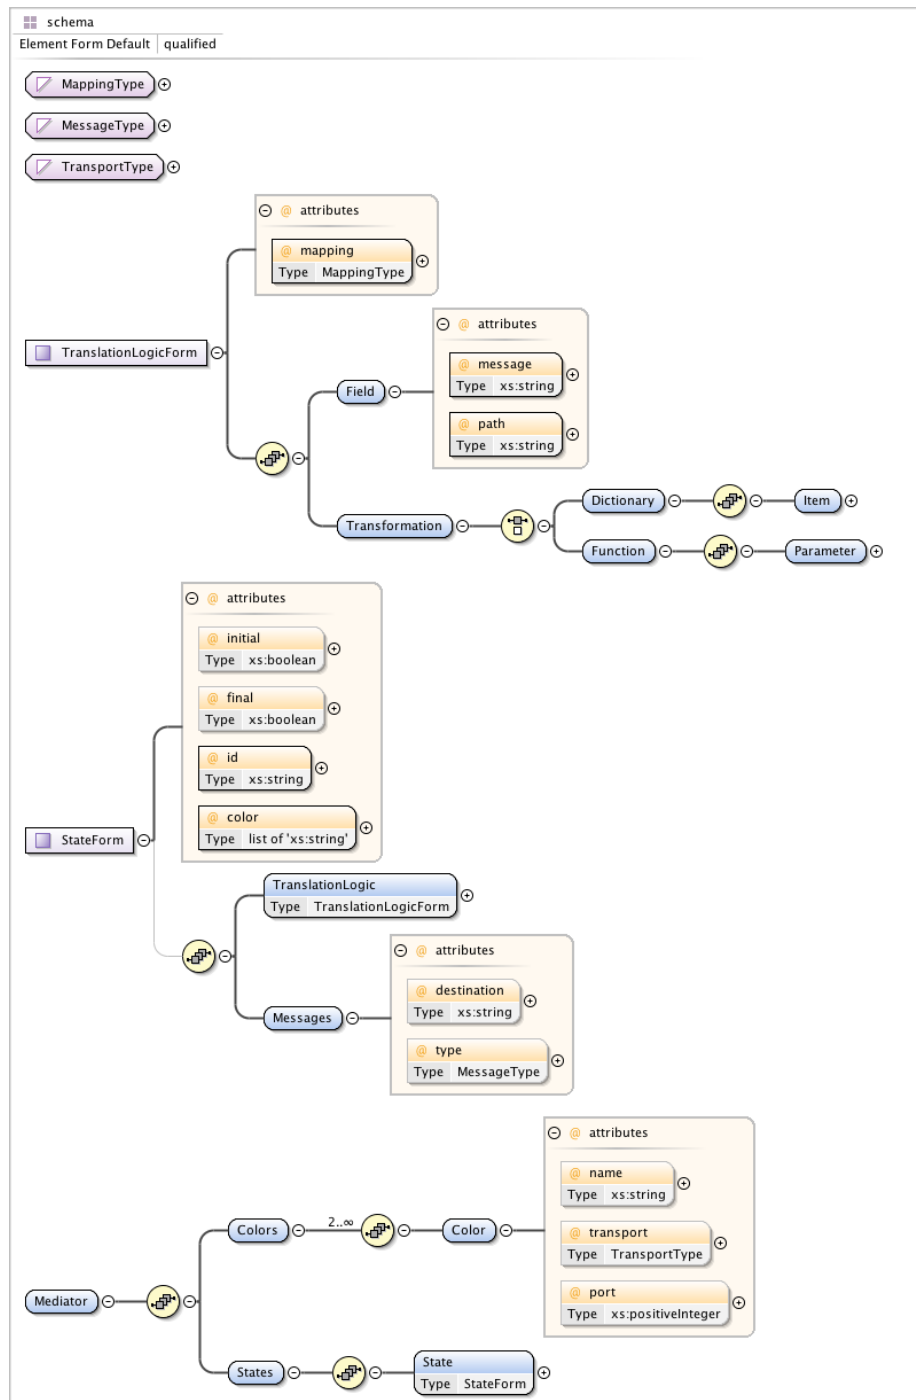 schema
Element Form Default qualified
MappingType
MessageType
TransportType
@ attributes
@ mapping
Type MappingType
TranslationLogicForm
@ attributes
@ message
Type xs:string
@ path
Type xs:string
Field
Transformation
Dictionary
Item
Function
Parameter
@ attributes
@ initial
Type xs:boolean
@ final
Type xs:boolean
@ id
Type xs:string
@ color
Type list of 'xs:string'
StateForm
TranslationLogic
Type TranslationLogicForm
@ attributes
@ destination
Type xs:string
@ type
Type MessageType
Messages
@ attributes
@ name
Type xs:string
@ transport
Type TransportType
@ port
Type xs:positiveInteger
Colors
2..∞
Color
Mediator
States
State
Type StateForm